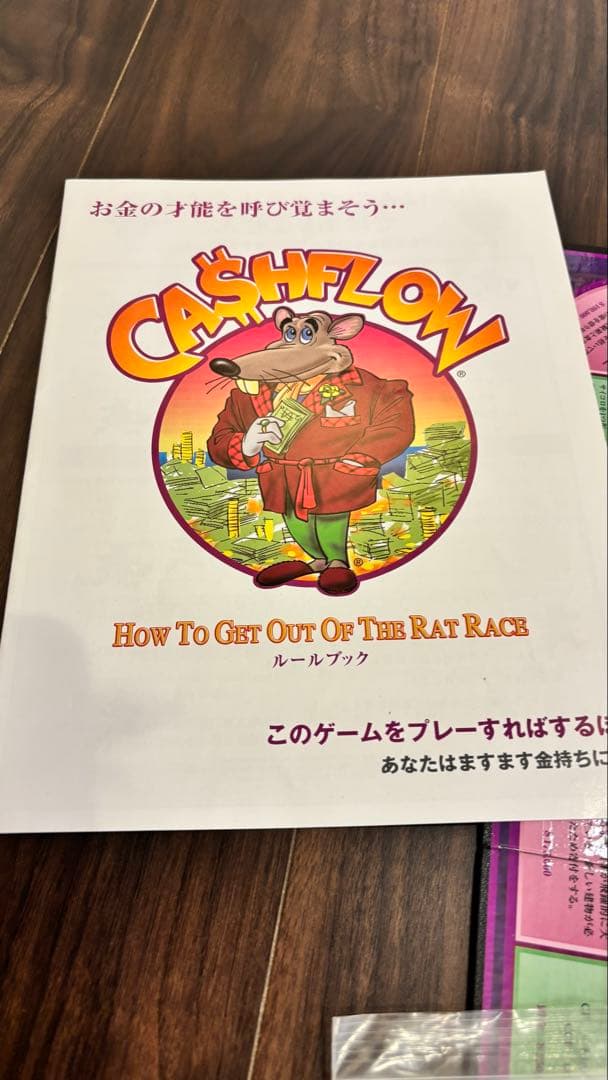 お金の才能を呼び覚まそう…
CA$HFLOW
®
®
HOW TO GET OUT OF THE RAT RACE
ルールブック
このゲームをプレーすればする
あなたはますます金持ちに